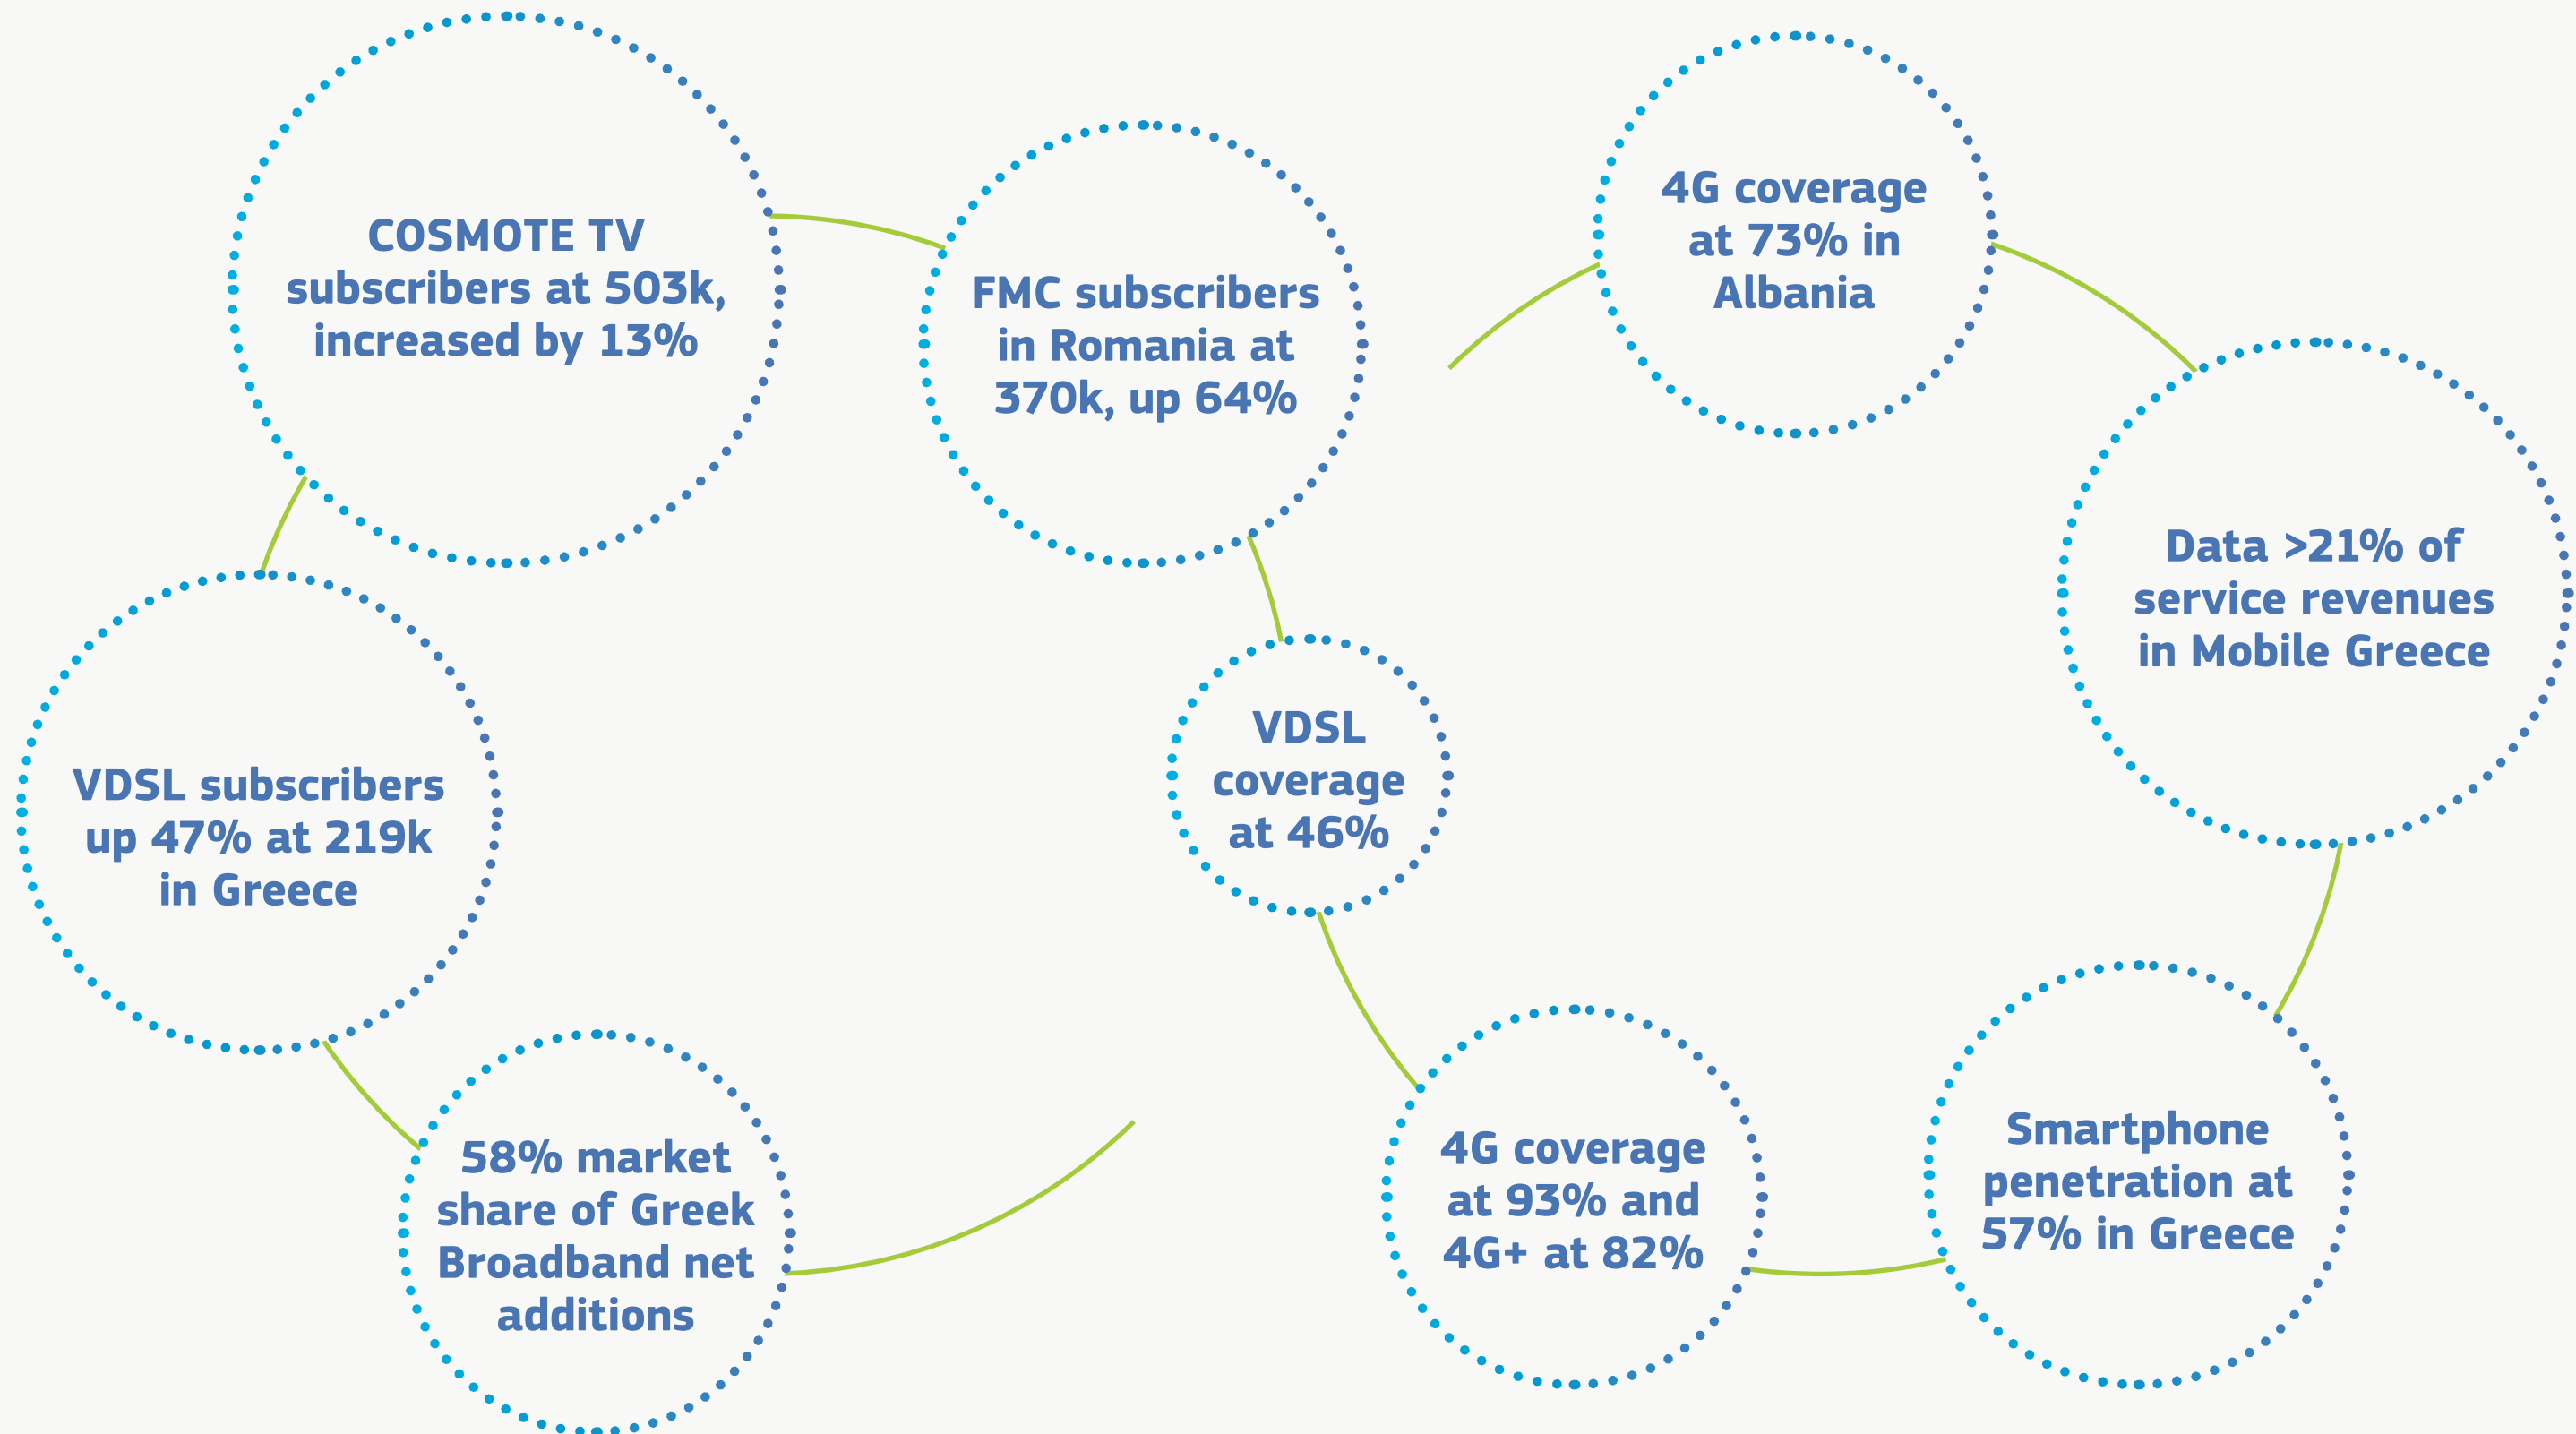 COSMOTE TV
subscribers at 503k,
increased by 13%
FMC subscribers
in Romania at
370k, up 64%
4G coverage
at 73% in
Albania
Data >21% of
service revenues
in Mobile Greece
VDSL subscribers
up 47% at 219k
in Greece
VDSL
coverage
at 46%
58% market
share of Greek
Broadband net
additions
4G coverage
at 93% and
4G+ at 82%
Smartphone
penetration at
57% in Greece